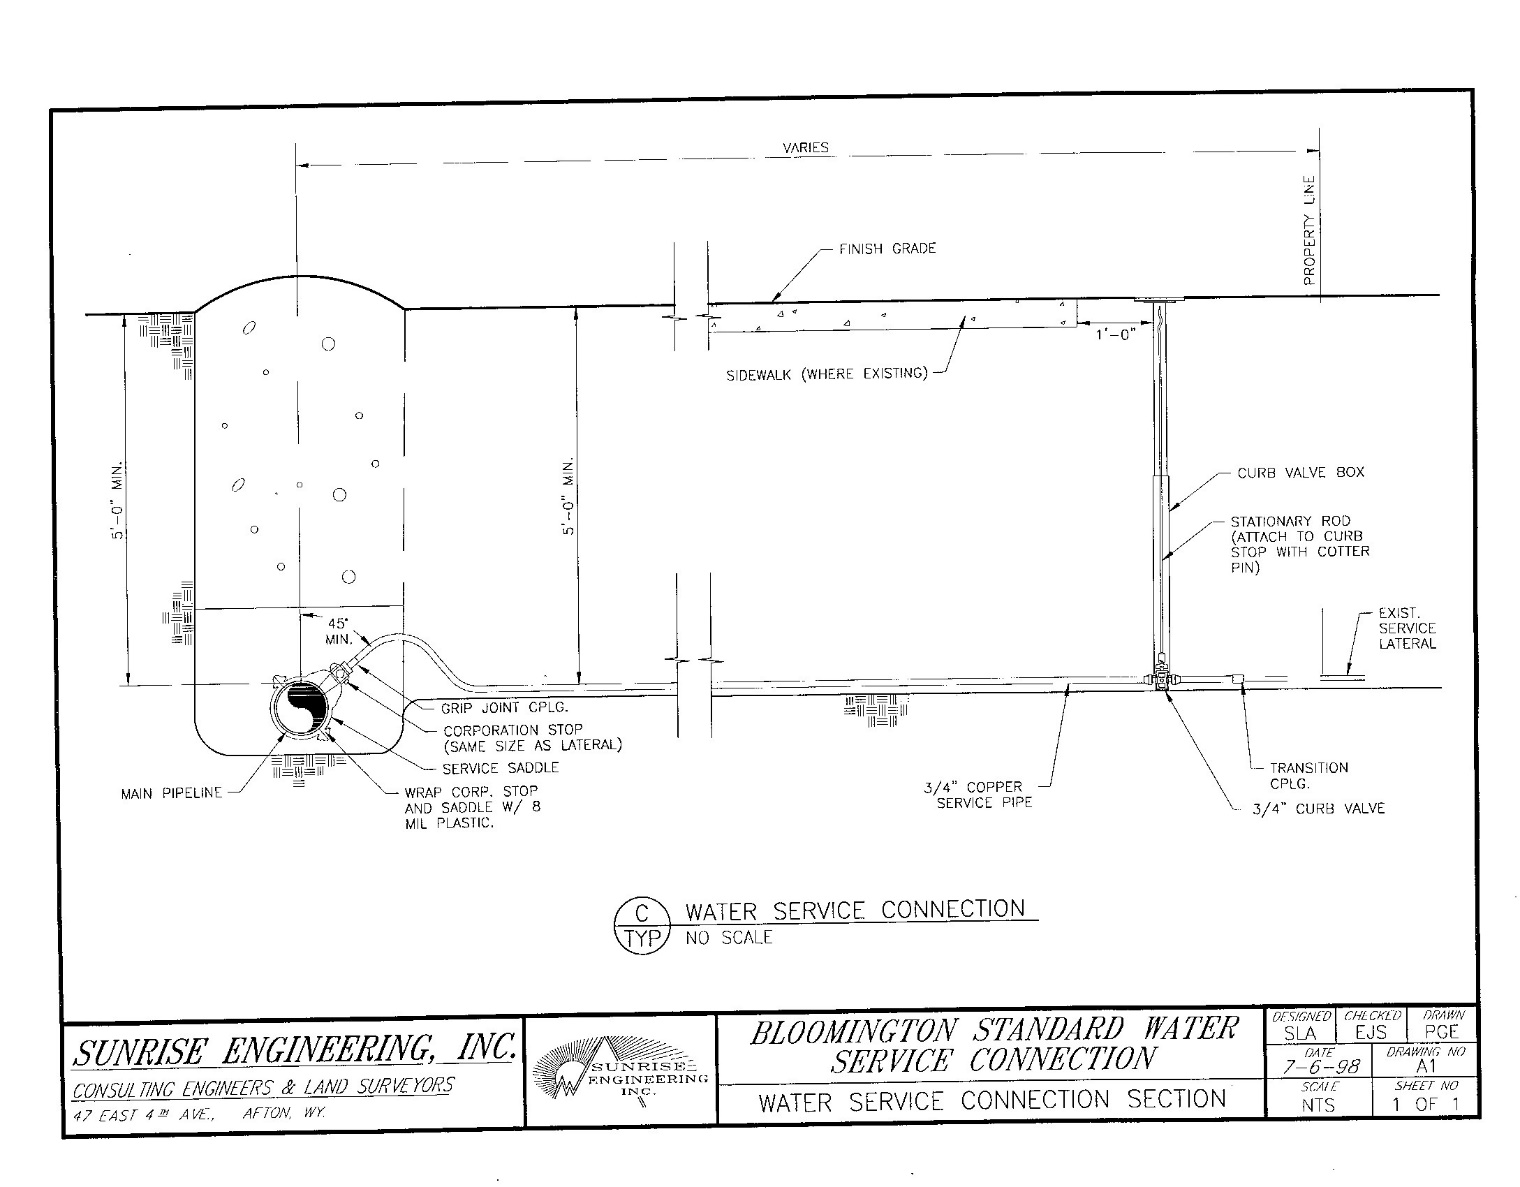 VARIES
PROPERTY LINE
FINISH GRADE
1'-0"
SIDEWALK (WHERE EXISTING)
5'-0" MIN.
5'-0" MIN.
CURB VALVE BOX
STATIONARY ROD
(ATTACH TO CURB
STOP WITH COTTER
PIN)
45°
MIN.
EXIST.
SERVICE
LATERAL
GRIP JOINT CPLG.
CORPORATION STOP
(SAME SIZE AS LATERAL)
SERVICE SADDLE
MAIN PIPELINE
WRAP CORP. STOP
AND SADDLE W/ 8
MIL PLASTIC.
3/4" COPPER
SERVICE PIPE
TRANSITION
CPLG.
3/4" CURB VALVE
C
TYP
WATER SERVICE CONNECTION
NO SCALE
SUNRISE ENGINEERING, INC.
CONSULTING ENGINEERS & LAND SURVEYORS
47 EAST 4TH AVE., AFTON, WY.
SUNRISE
ENGINEERING
INC.
BLOOMINGTON STANDARD WATER
SERVICE CONNECTION
WATER SERVICE CONNECTION SECTION
DESIGNED CHECKED DRAWN
SLA EJS PGE
DATE DRAWING NO
7-6-98 A1
SCALE SHEET NO
NTS 1 OF 1